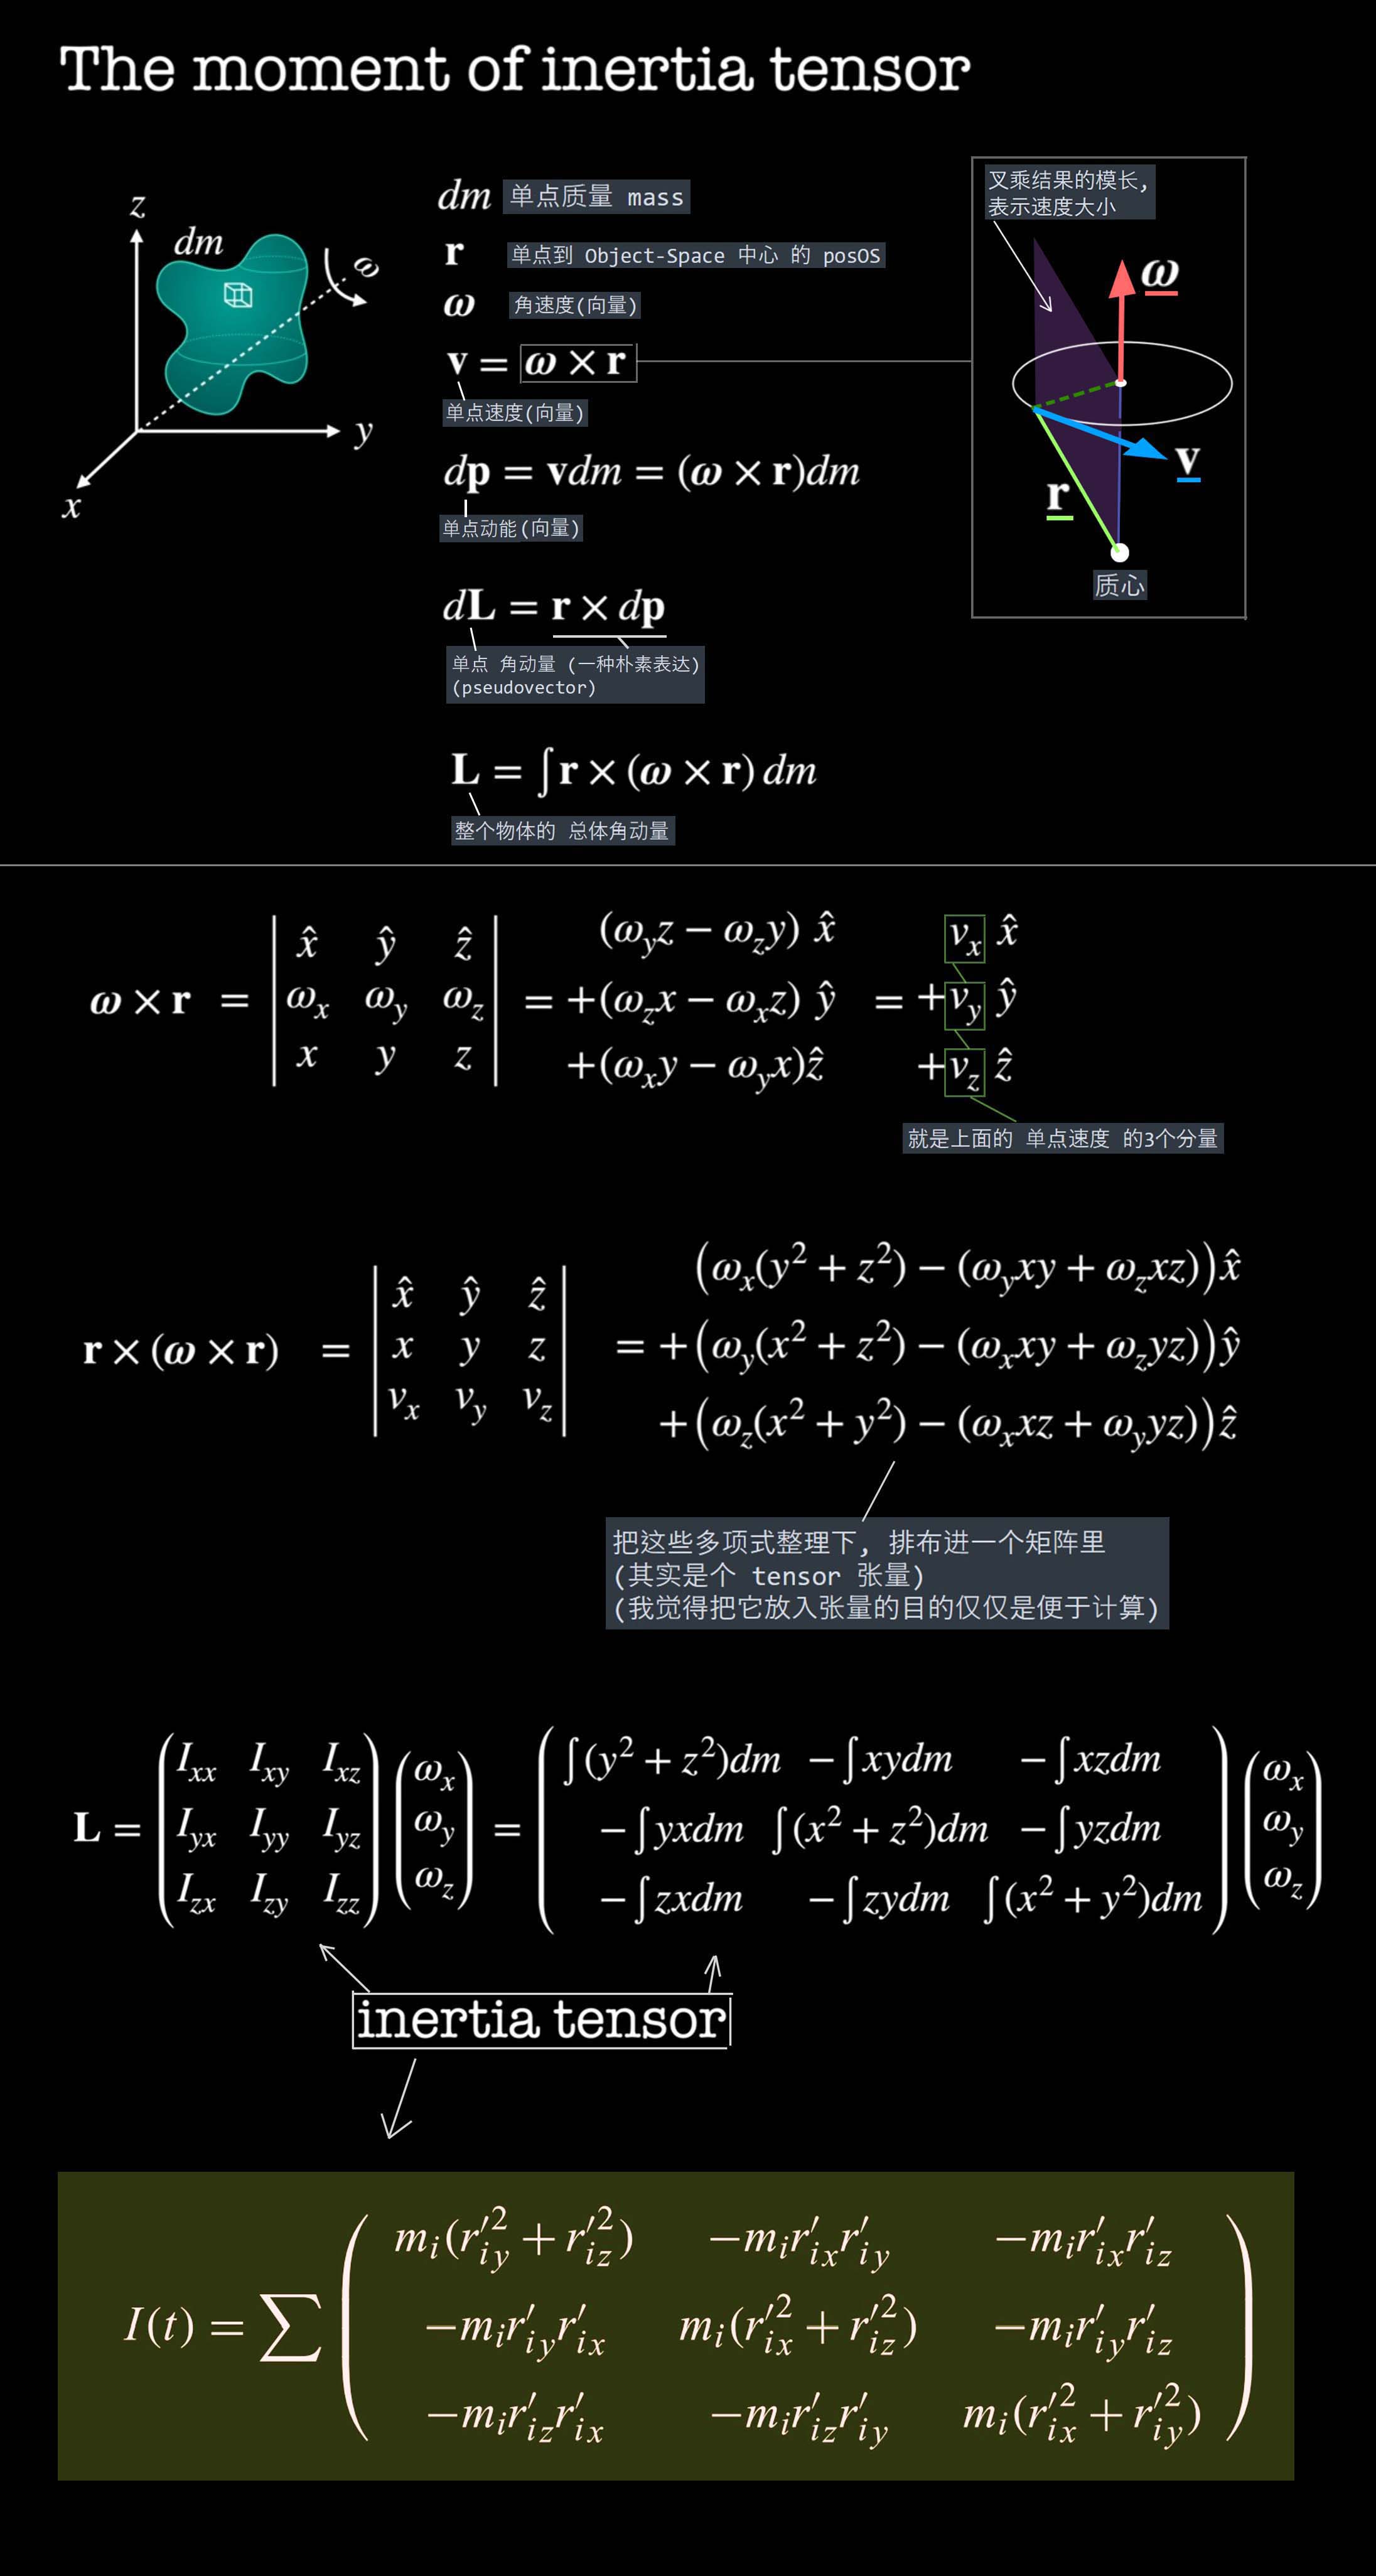 The moment of inertia tensor
z
dm
ω
y
x
dm 单点质量 mass
r 单点到 Object-Space 中心 的 posOS
ω 角速度(向量)
v = ω × r
单点速度(向量)
dp = vdm = (ω × r)dm
单点动能(向量)
dL = r × dp
单点 角动量 (一种朴素表达)
(pseudovector)
L = ∫ r × (ω × r) dm
整个物体的 总体角动量
叉乘结果的模长,
表示速度大小
ω
v
r
质心
ω × r = | x̂ ŷ ẑ | = (ω_y z − ω_z y) x̂ = v_x x̂
| ω_x ω_y ω_z | +(ω_z x − ω_x z) ŷ +v_y ŷ
| x y z | +(ω_x y − ω_y x)ẑ +v_z ẑ
就是上面的 单点速度 的3个分量
r × (ω × r) = | x̂ ŷ ẑ | = (ω_x(y² + z²) − (ω_y xy + ω_z xz))x̂
| x y z | +(ω_y(x² + z²) − (ω_x xy + ω_z yz))ŷ
| v_x v_y v_z | +(ω_z(x² + y²) − (ω_x xz + ω_y yz))ẑ
把这些多项式整理下, 排布进一个矩阵里
(其实是个 tensor 张量)
(我觉得把它放入张量的目的仅仅是便于计算)
L = ( I_xx I_xy I_xz ) ( ω_x ) = ( ∫(y² + z²)dm −∫xydm −∫xzdm ) ( ω_x )
( I_yx I_yy I_yz ) ( ω_y ) ( −∫yxdm ∫(x² + z²)dm −∫yzdm ) ( ω_y )
( I_zx I_zy I_zz ) ( ω_z ) ( −∫zxdm −∫zydm ∫(x² + y²)dm ) ( ω_z )
inertia tensor
I(t) = ∑ ( m_i(r′²_iy + r′²_iz) −m_i r′_ix r′_iy −m_i r′_ix r′_iz )
( −m_i r′_iy r′_ix m_i(r′²_ix + r′²_iz) −m_i r′_iy r′_iz )
( −m_i r′_iz r′_ix −m_i r′_iz r′_iy m_i(r′²_ix + r′²_iy) )